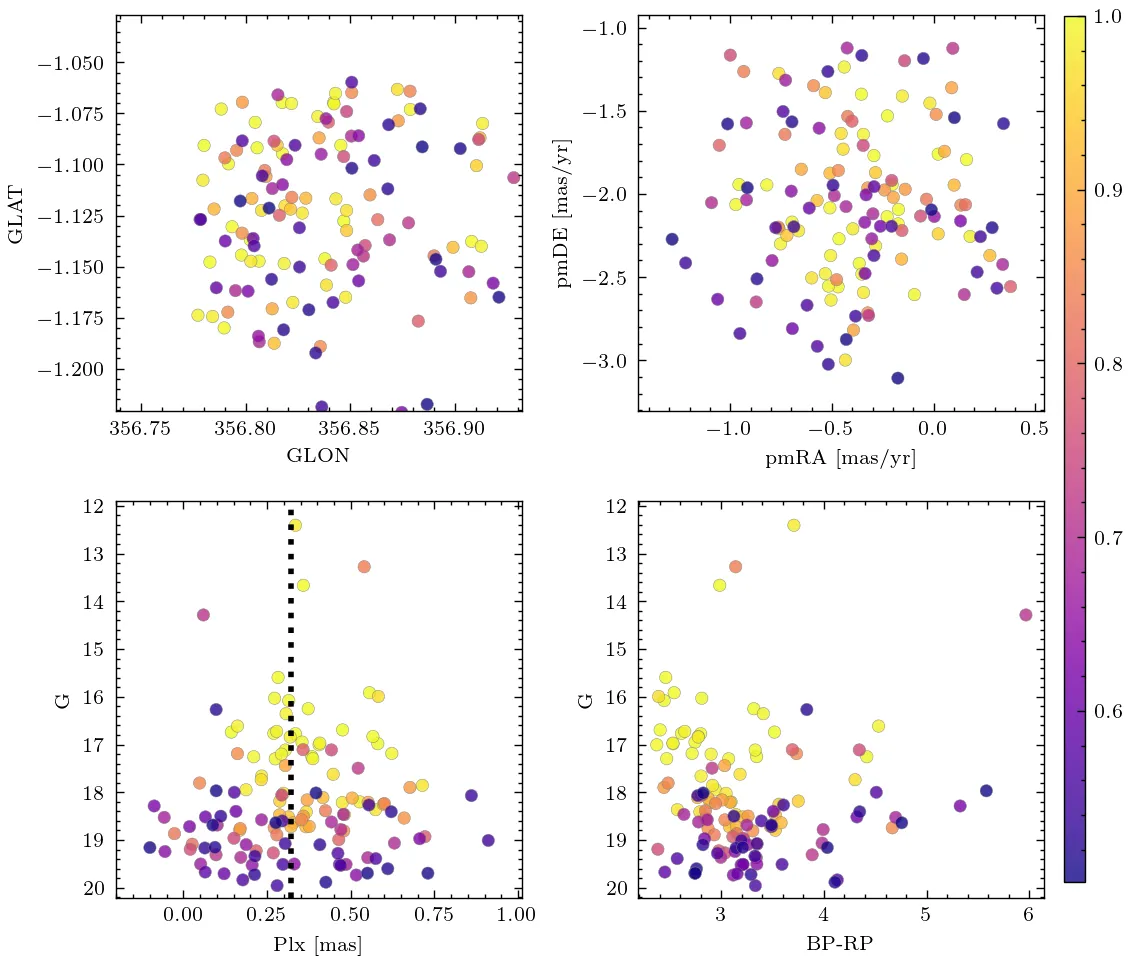 −1.050
−1.075
−1.100
−1.125
−1.150
−1.175
−1.200
GLAT
356.75 356.80 356.85 356.90
GLON
−1.0
−1.5
−2.0
−2.5
−3.0
pmDE [mas/yr]
−1.0 −0.5 0.0 0.5
pmRA [mas/yr]
12
13
14
15
16
17
18
19
20
G
0.00 0.25 0.50 0.75 1.00
Plx [mas]
12
13
14
15
16
17
18
19
20
G
3 4 5 6
BP-RP
1.0
0.9
0.8
0.7
0.6